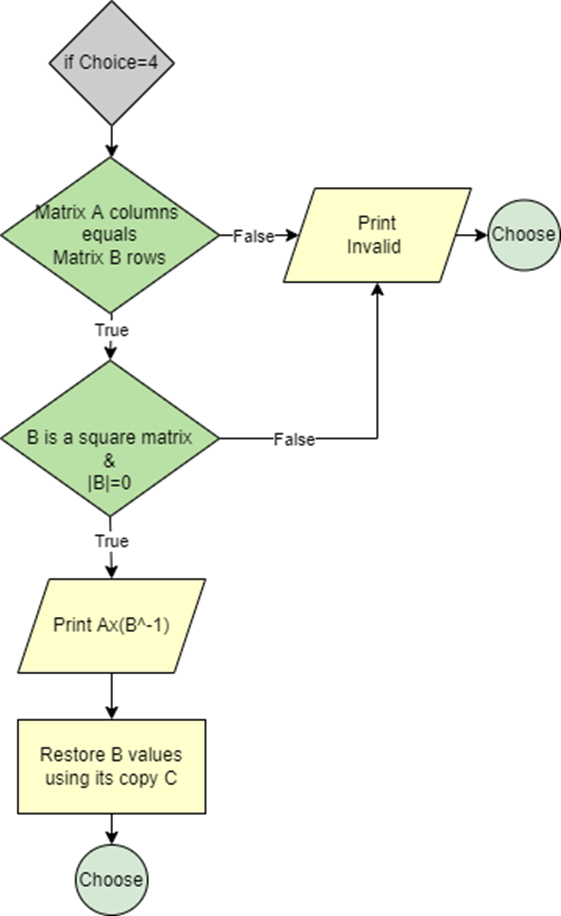 if Choice=4
Matrix A columns
equals
Matrix B rows
False
Print
Invalid
Choose
True
B is a square matrix
&
|B|=0
False
True
Print Ax(B^-1)
Restore B values
using its copy C
Choose